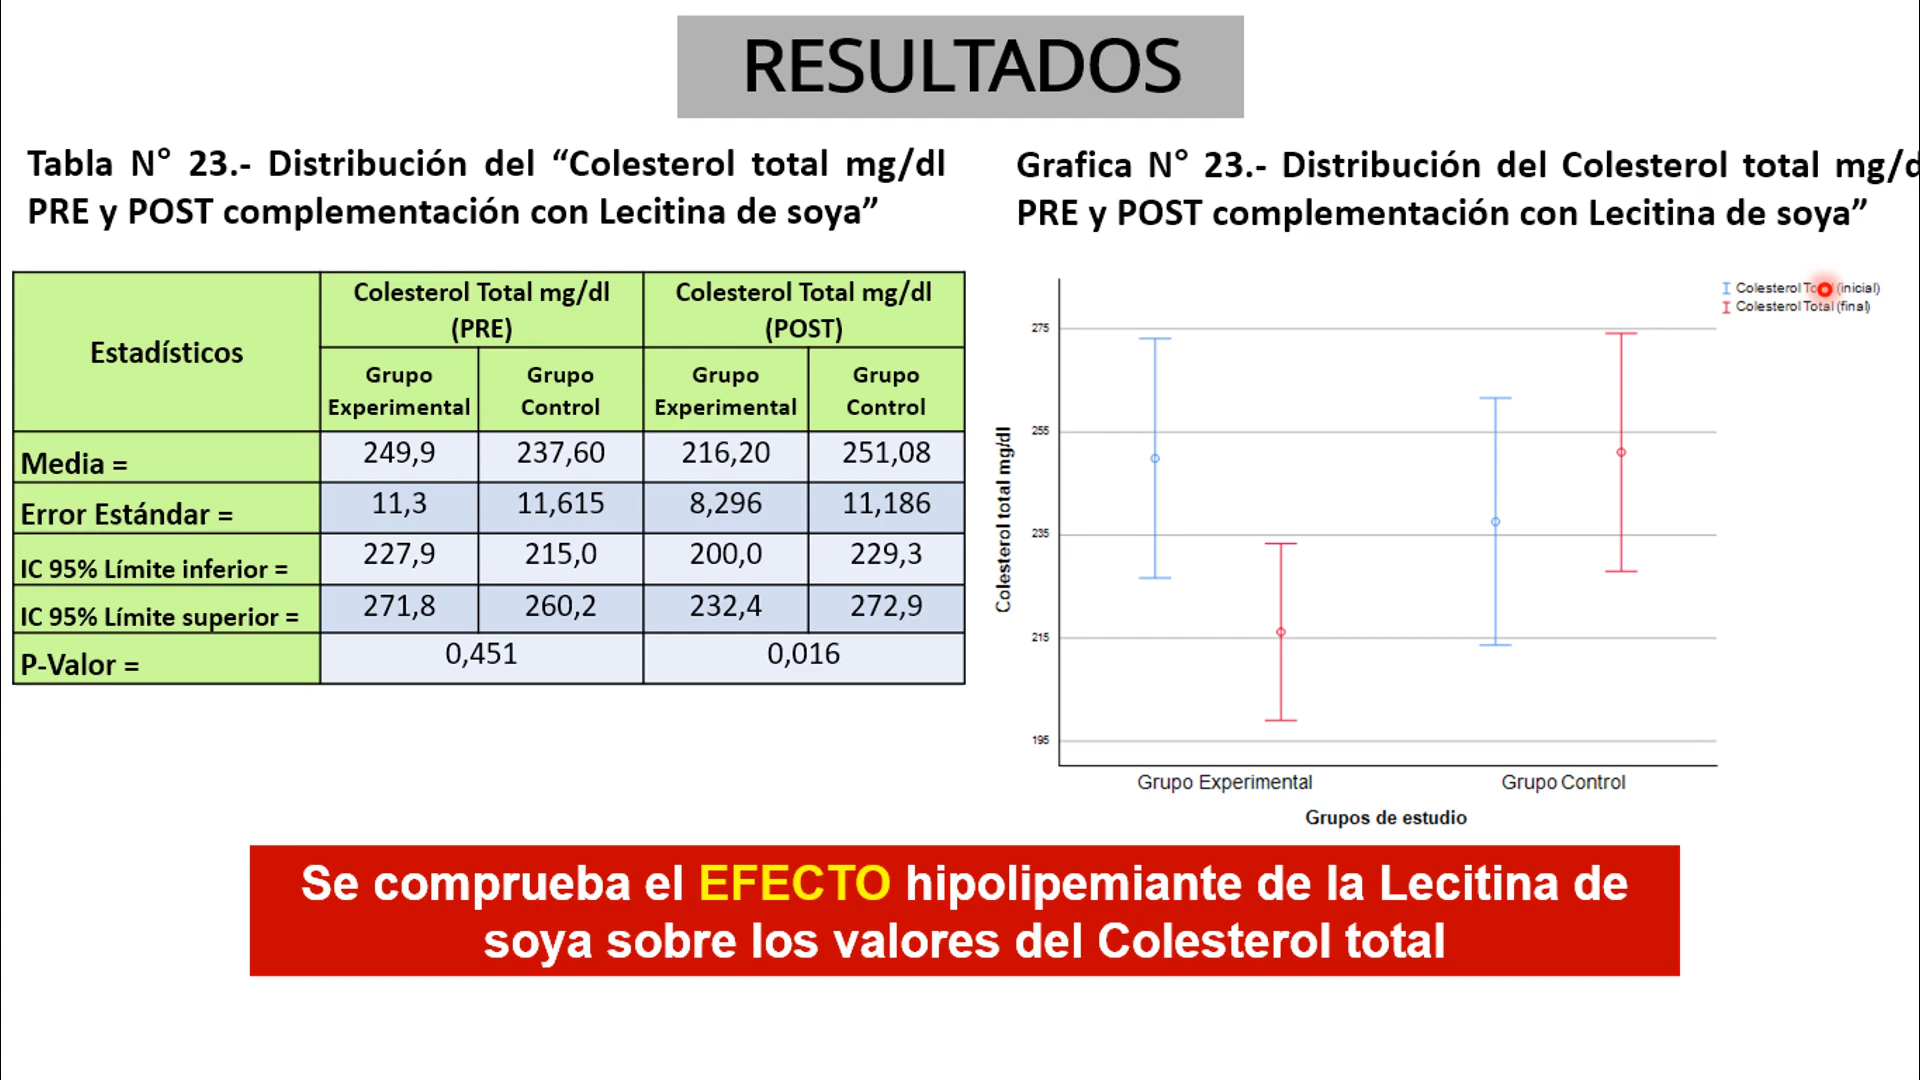 RESULTADOS
Tabla N° 23.- Distribución del “Colesterol total mg/dl
PRE y POST complementación con Lecitina de soya”
Grafica N° 23.- Distribución del Colesterol total mg/d
PRE y POST complementación con Lecitina de soya”
Estadísticos
Colesterol Total mg/dl
(PRE)
Colesterol Total mg/dl
(POST)
Grupo
Experimental
Grupo
Control
Grupo
Experimental
Grupo
Control
Media = 249,9 237,60 216,20 251,08
Error Estándar = 11,3 11,615 8,296 11,186
IC 95% Límite inferior = 227,9 215,0 200,0 229,3
IC 95% Límite superior = 271,8 260,2 232,4 272,9
P-Valor = 0,451 0,016
Colesterol Total (inicial)
Colesterol Total (final)
Colesterol total mg/dl
275
255
235
215
195
Grupo Experimental Grupo Control
Grupos de estudio
Se comprueba el EFECTO hipolipemiante de la Lecitina de
soya sobre los valores del Colesterol total